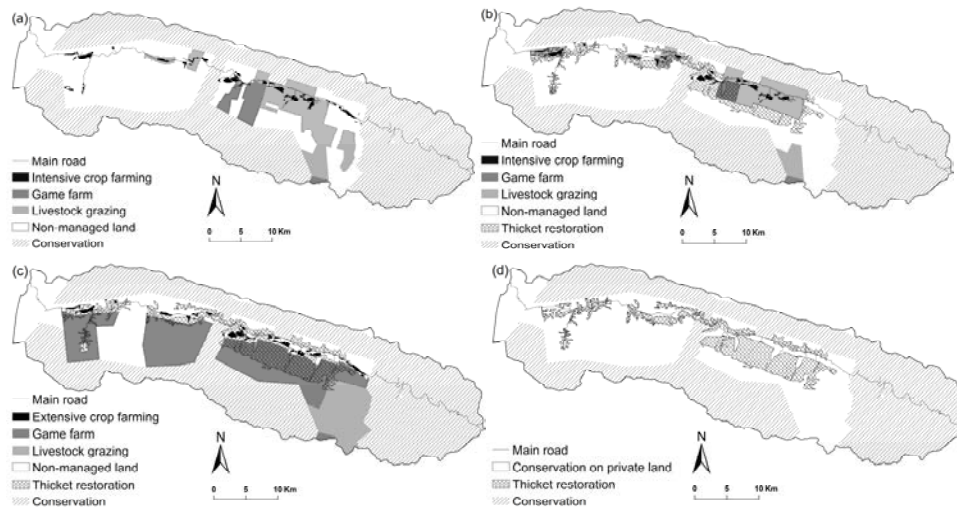 (a)
Main road
Intensive crop farming
Game farm
Livestock grazing
Non-managed land
Conservation
N
0 5 10 Km
(b)
Main road
Intensive crop farming
Game farm
Livestock grazing
Non-managed land
Thicket restoration
Conservation
N
0 5 10 Km
(c)
Main road
Extensive crop farming
Game farm
Livestock grazing
Non-managed land
Thicket restoration
Conservation
N
0 5 10 Km
(d)
Main road
Conservation on private land
Thicket restoration
Conservation
N
0 5 10 Km